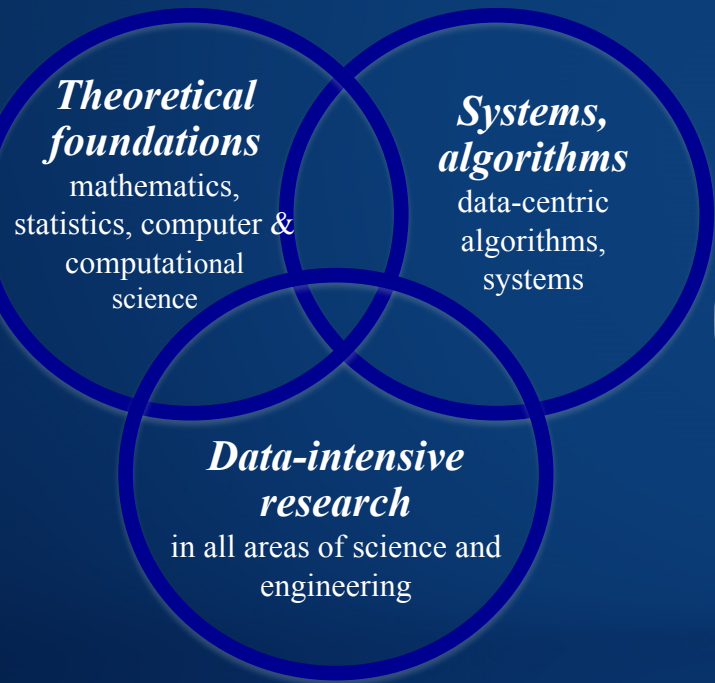 Theoretical
foundations
mathematics,
statistics, computer &
computational
science
Systems,
algorithms
data-centric
algorithms,
systems
Data-intensive
research
in all areas of science and
engineering